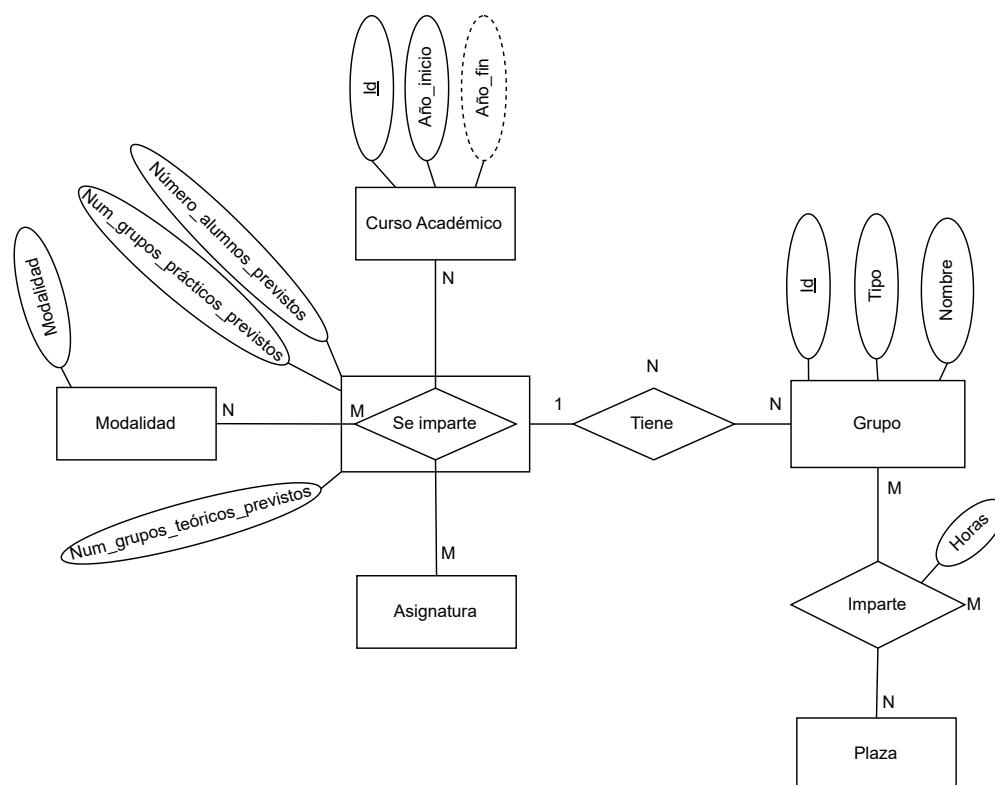 Id
Año_inicio
Año_fin
Curso Académico
Número_alumnos_previstos
Num_grupos_prácticos_previstos
Modalidad
Id
Tipo
Nombre
N
N
Modalidad
N
M
Se imparte
1
Tiene
N
Grupo
Num_grupos_teóricos_previstos
M
M
Horas
Asignatura
Imparte
M
N
Plaza